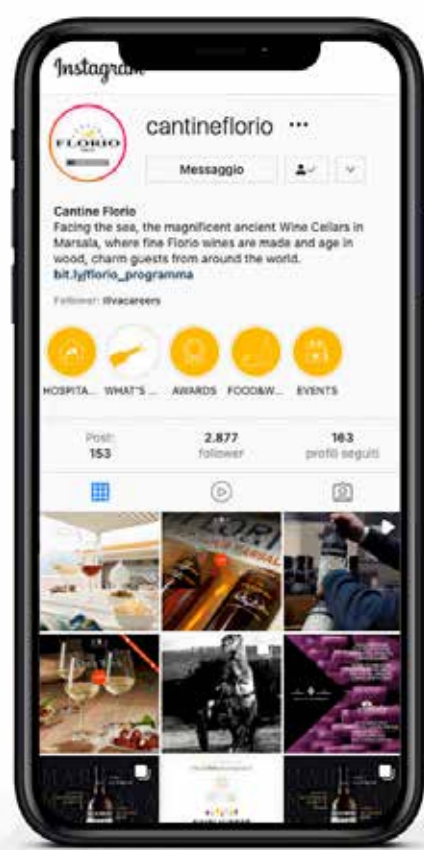 Instagram
FLORIO
cantineflorio
Messaggio
Cantine Florio
Facing the sea, the magnificent ancient Wine Cellars in
Marsala, where fine Florio wines are made and age in
wood, charm guests from around the world.
bit.ly/florio_programma
Follower: illvacareers
HOSPITA... WHAT'S ... AWARDS FOOD&W... EVENTS
Post: 2.877 163
153 follower profili seguiti